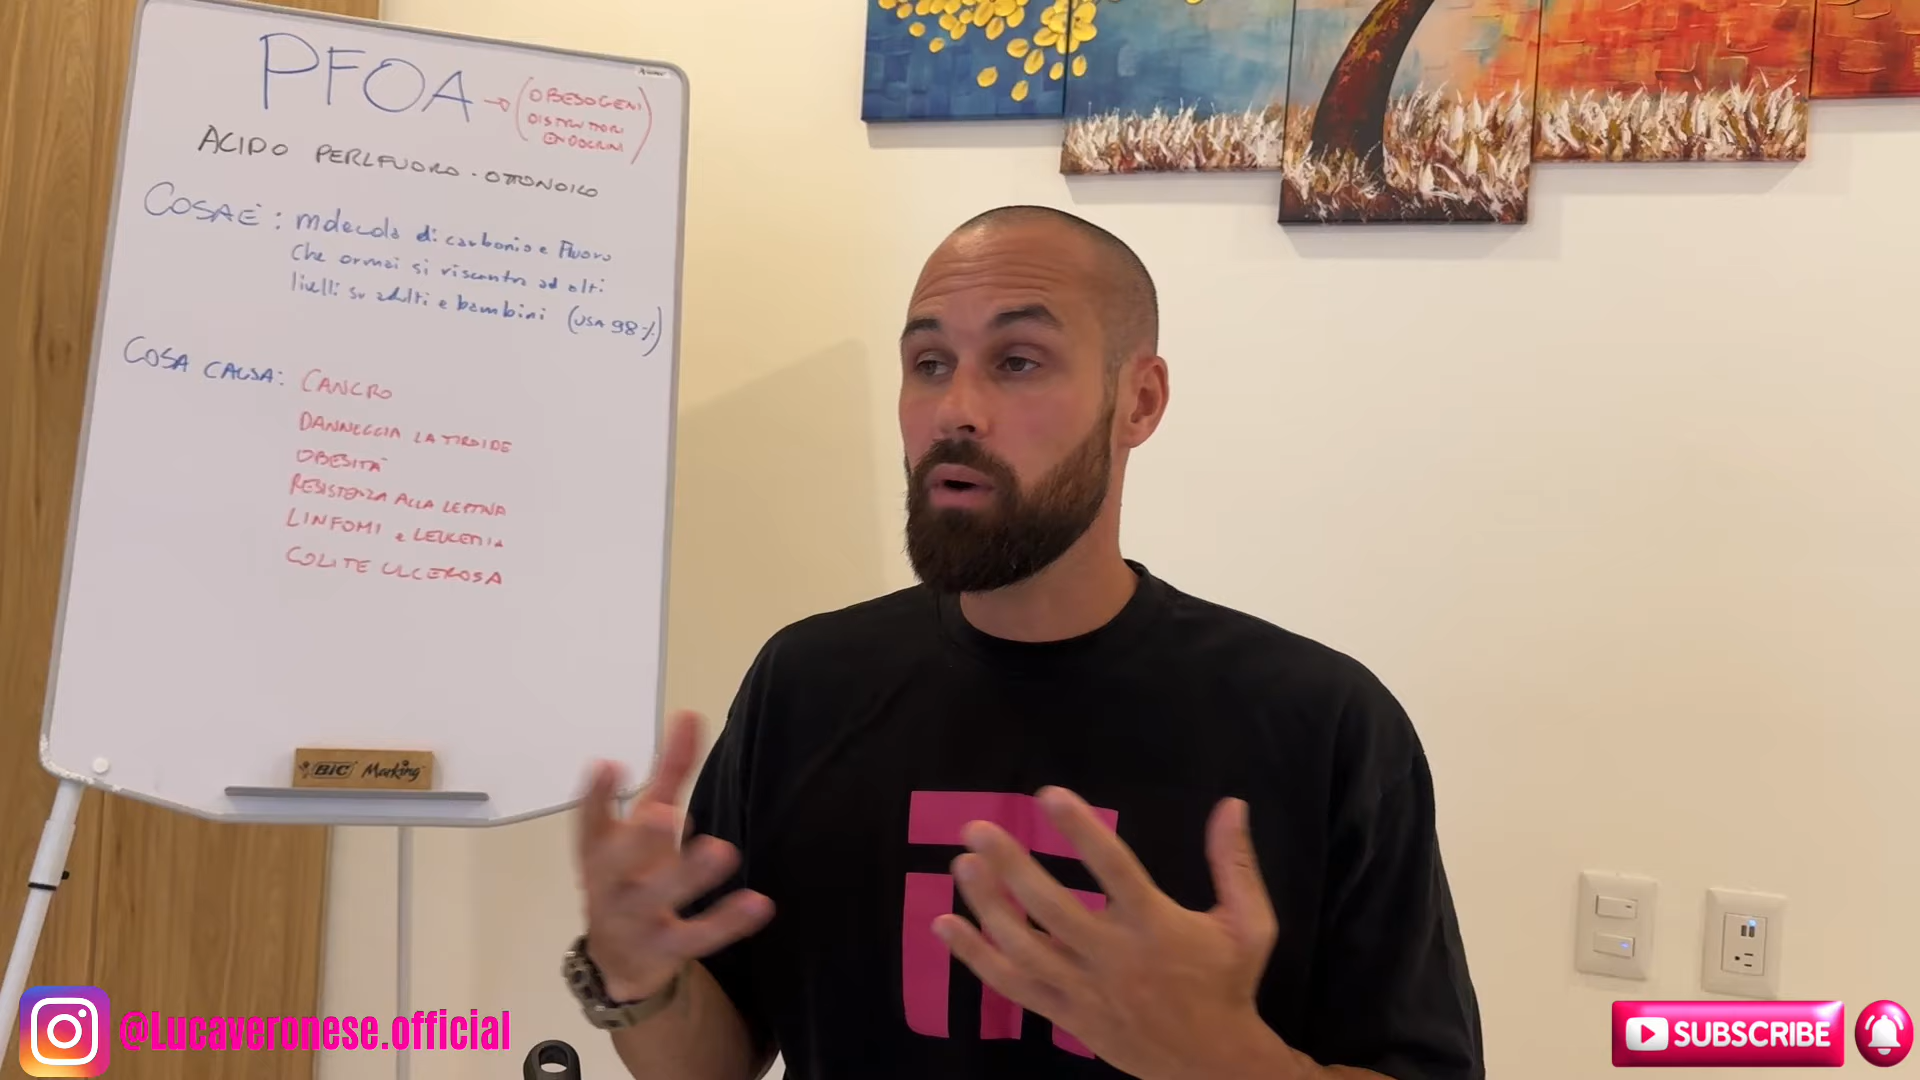 PFOA
→ (OBESOGENI
DISTRUTTORI
ENDOCRINI)
ACIDO PERLFUORO-OTTONOICO
COSA È: molecola di carbonio e Fluoro
che ormai si riscontra ad alti
livelli su adulti e bambini (USA 98%)
COSA CAUSA: CANCRO
DANNEGGIA LA TIROIDE
OBESITÀ
RESISTENZA ALLA LEPTINA
LINFOMI e LEUCEMIA
COLITE ULCEROSA
BIC Marking
@Lucaveronese.official
SUBSCRIBE